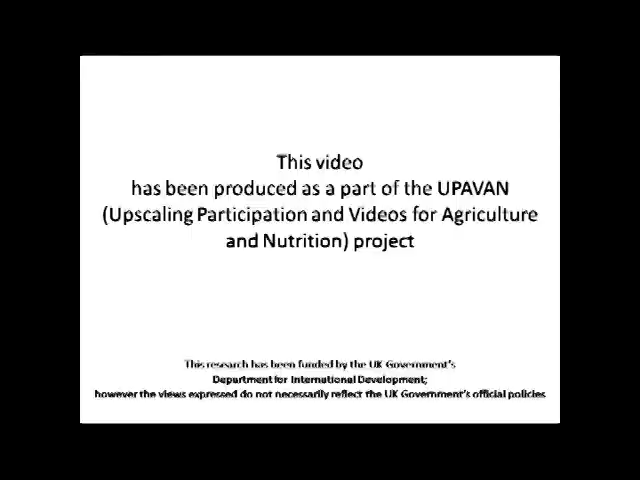 This video
has been produced as a part of the UPAVAN
(Upscaling Participation and Videos for Agriculture
and Nutrition) project
This research has been funded by the UK Government's
Department for International Development;
however the views expressed do not necessarily reflect the UK Government's official policies